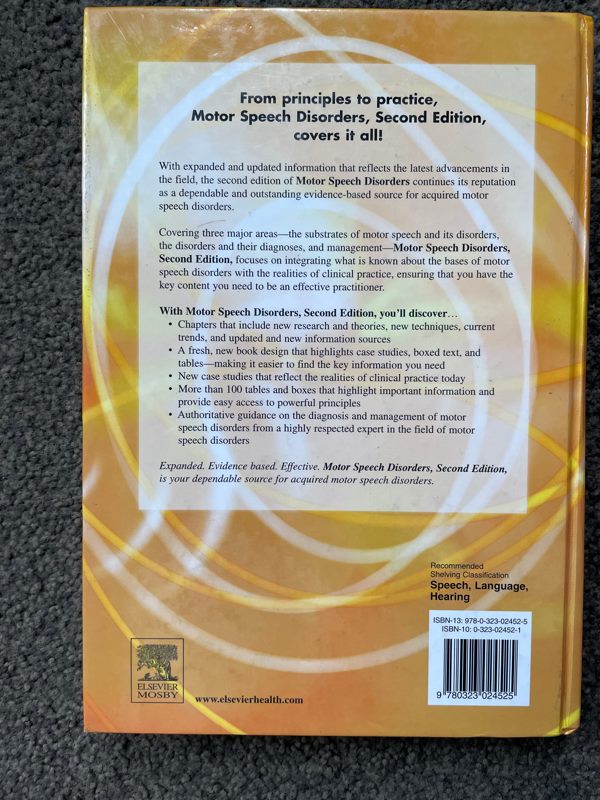 From principles to practice,
Motor Speech Disorders, Second Edition,
covers it all!
With expanded and updated information that reflects the latest advancements in
the field, the second edition of Motor Speech Disorders continues its reputation
as a dependable and outstanding evidence-based source for acquired motor
speech disorders.
Covering three major areas—the substrates of motor speech and its disorders,
the disorders and their diagnoses, and management—Motor Speech Disorders,
Second Edition, focuses on integrating what is known about the bases of motor
speech disorders with the realities of clinical practice, ensuring that you have the
key content you need to be an effective practitioner.
With Motor Speech Disorders, Second Edition, you'll discover…
• Chapters that include new research and theories, new techniques, current
trends, and updated and new information sources
• A fresh, new book design that highlights case studies, boxed text, and
tables—making it easier to find the key information you need
• New case studies that reflect the realities of clinical practice today
• More than 100 tables and boxes that highlight important information and
provide easy access to powerful principles
• Authoritative guidance on the diagnosis and management of motor
speech disorders from a highly respected expert in the field of motor
speech disorders
Expanded. Evidence based. Effective. Motor Speech Disorders, Second Edition,
is your dependable source for acquired motor speech disorders.
Recommended
Shelving Classification
Speech, Language,
Hearing
ISBN-13: 978-0-323-02452-5
ISBN-10: 0-323-02452-1
9 780323 024525
ELSEVIER
MOSBY
www.elsevierhealth.com